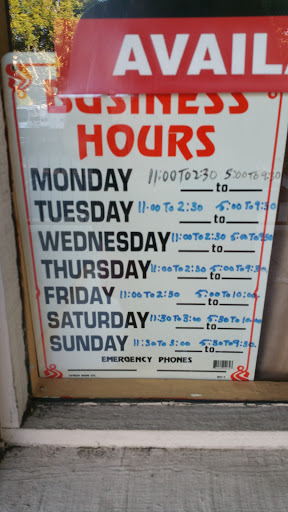 AVAIL
BUSINESS
HOURS
MONDAY 11:00 TO 2:30 5:00 TO 9:30
to
TUESDAY 11:00 To 2:30 5:00 To 9:30
to
WEDNESDAY 11:00 To 2:30 5:00 To 9:30
to
THURSDAY 11:00 To 2:30 5:00 To 9:30
to
FRIDAY 11:00 To 2:30 5:00 To 10:00
to
SATURDAY 11:30 To 3:00 5:30 To 10:00
to
SUNDAY 11:30 To 3:00 5:30 To 9:30
to
EMERGENCY PHONES